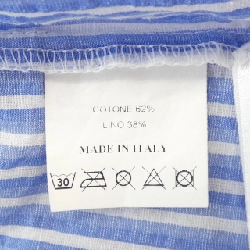 COTONE 62%
LINO 38%
MADE IN ITALY
30